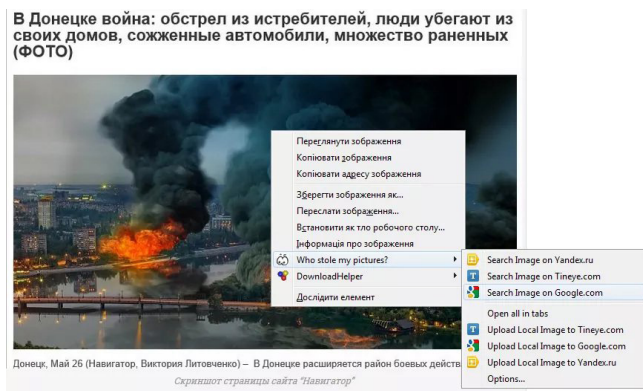 В Донецке война: обстрел из истребителей, люди убегают из
своих домов, сожженные автомобили, множество раненных
(ФОТО)
Переглянути зображення
Копіювати зображення
Копіювати адресу зображення
Зберегти зображення як...
Переслати зображення...
Встановити як тло робочого столу...
Інформація про зображення
Who stole my pictures?
DownloadHelper
Дослідити елемент
Search Image on Yandex.ru
Search Image on Tineye.com
Search Image on Google.com
Open all in tabs
Upload Local Image to Tineye.com
Upload Local Image to Google.com
Upload Local Image to Yandex.ru
Options...
Донецк, Май 26 (Навигатор, Виктория Литовченко) – В Донецке расширяется район боевых действ
Скриншот страницы сайта "Навигатор"